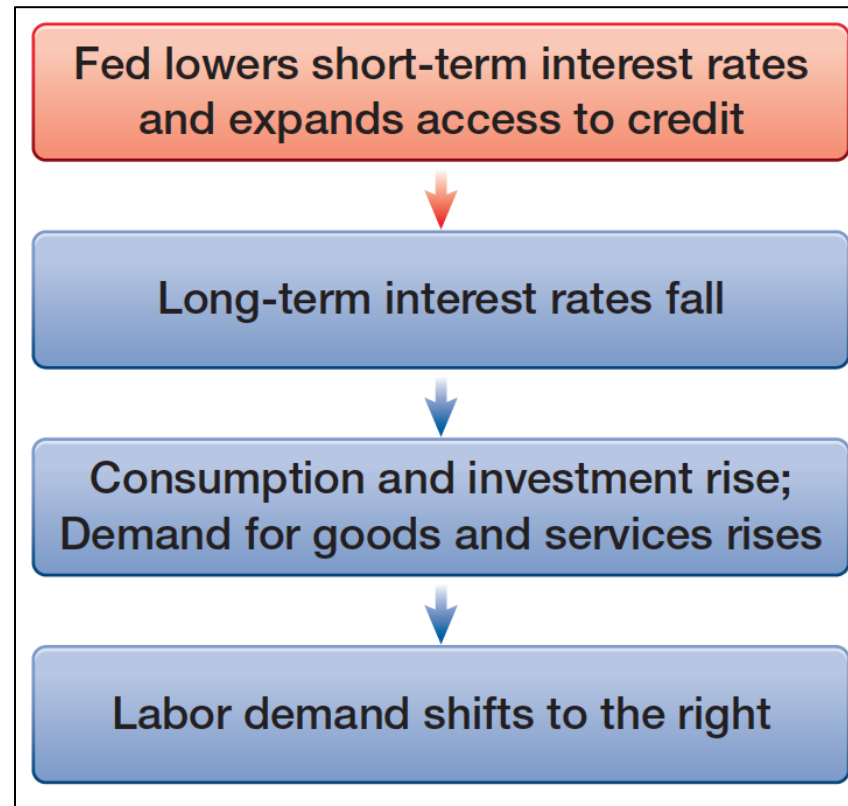 Fed lowers short-term interest rates
and expands access to credit
Long-term interest rates fall
Consumption and investment rise;
Demand for goods and services rises
Labor demand shifts to the right